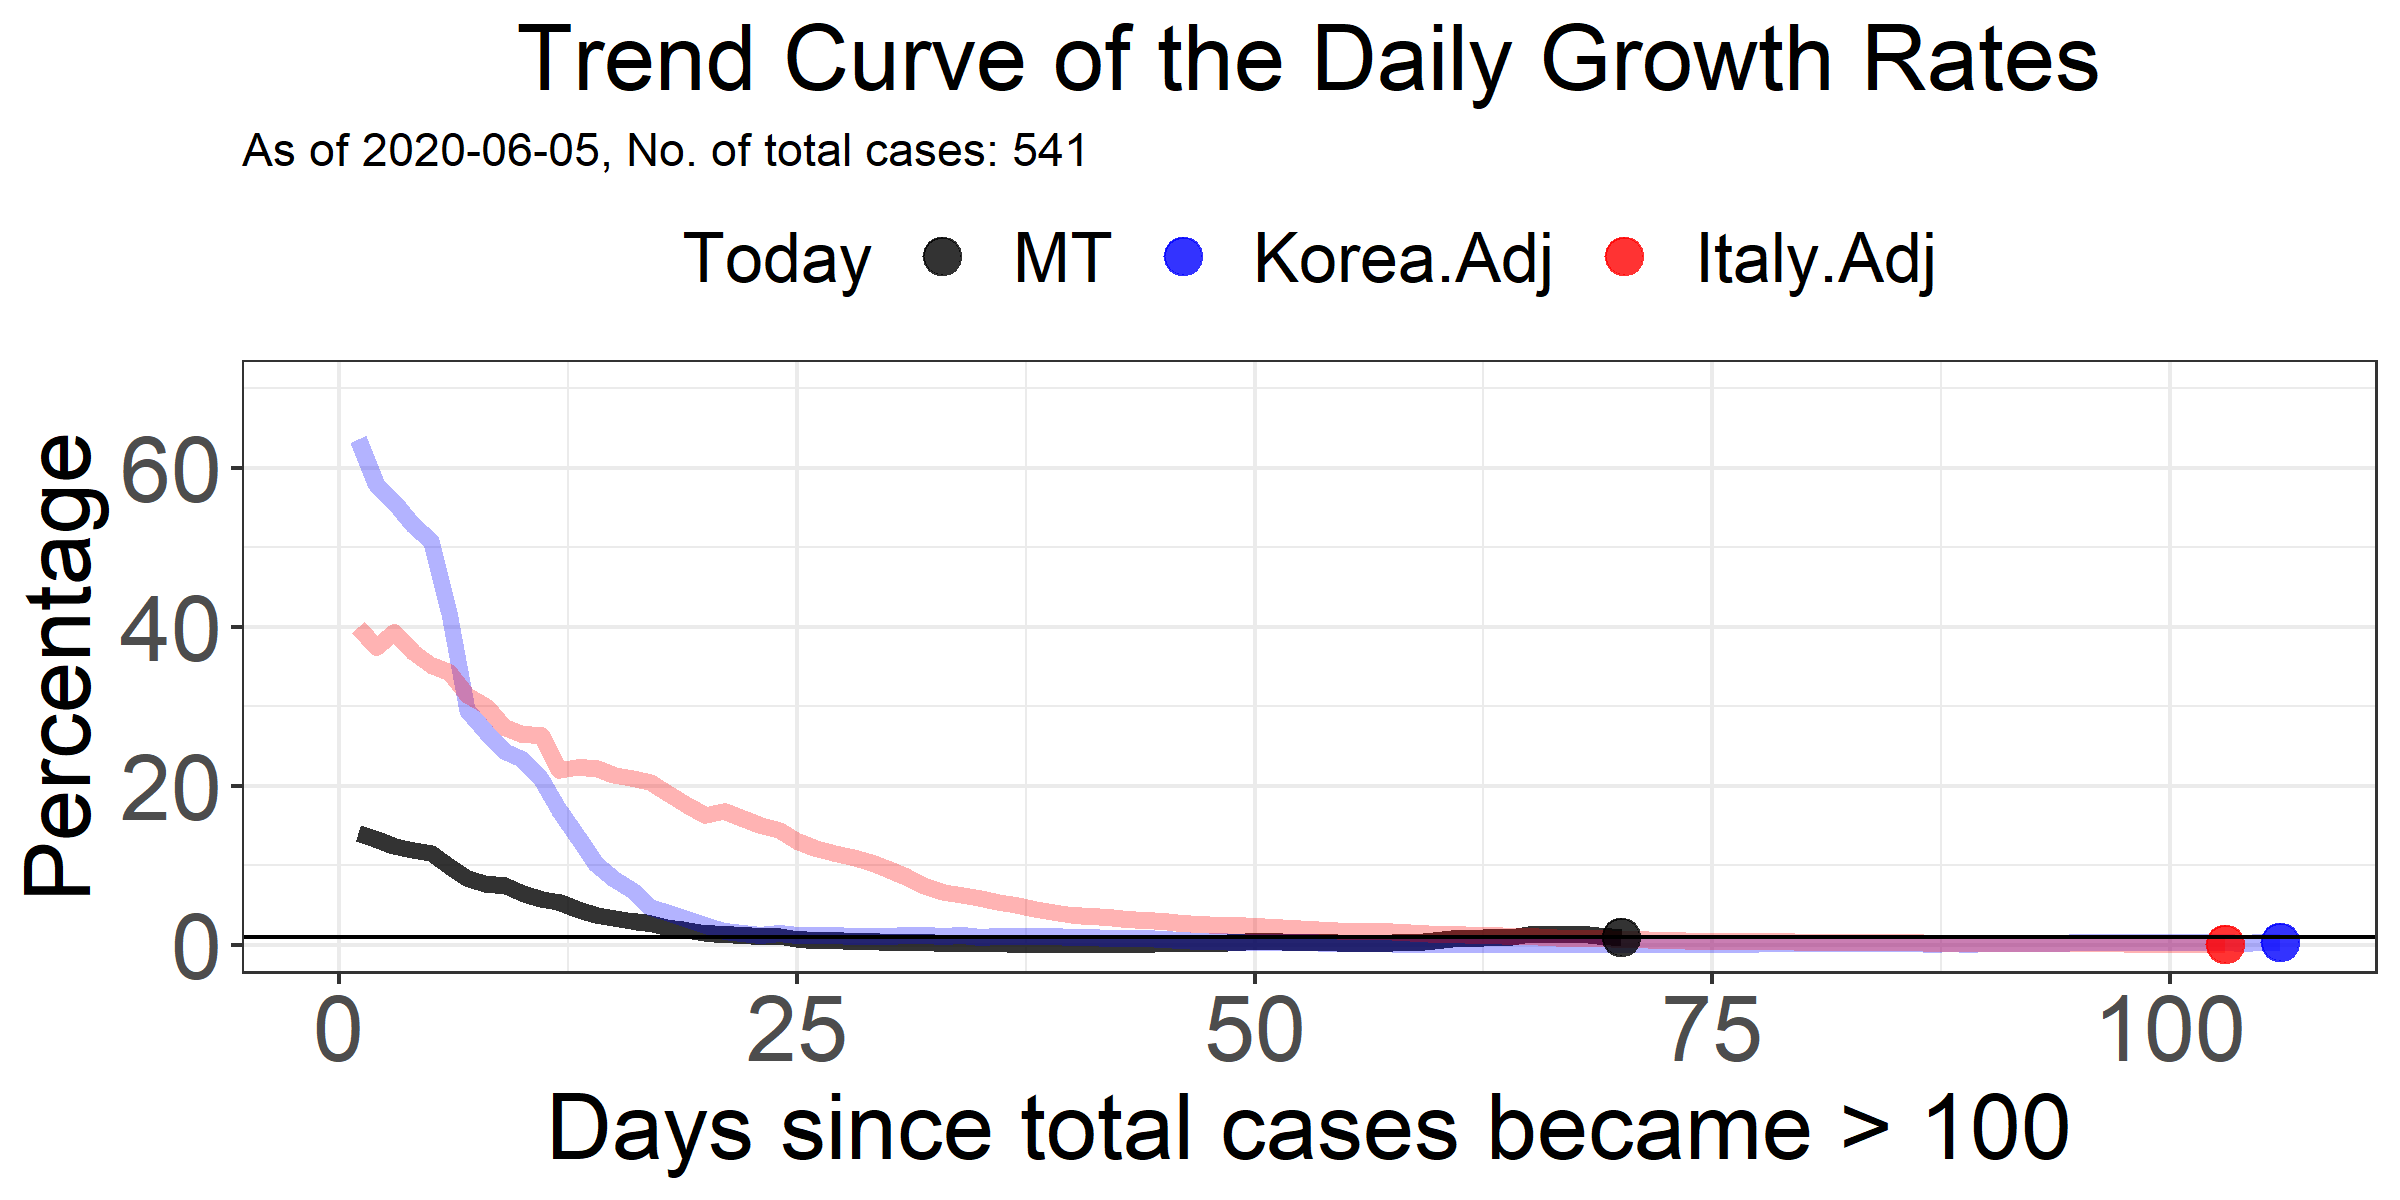 Trend Curve of the Daily Growth Rates
As of 2020-06-05, No. of total cases: 541
Today MT Korea.Adj Italy.Adj
Percentage
60
40
20
0
0 25 50 75 100
Days since total cases became > 100